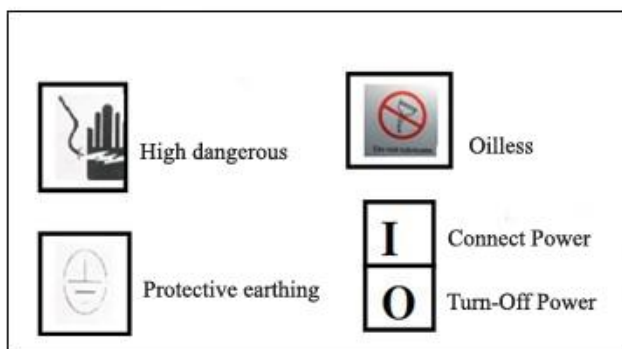 High dangerous
Oilless
Protective earthing
I
Connect Power
O
Turn-Off Power